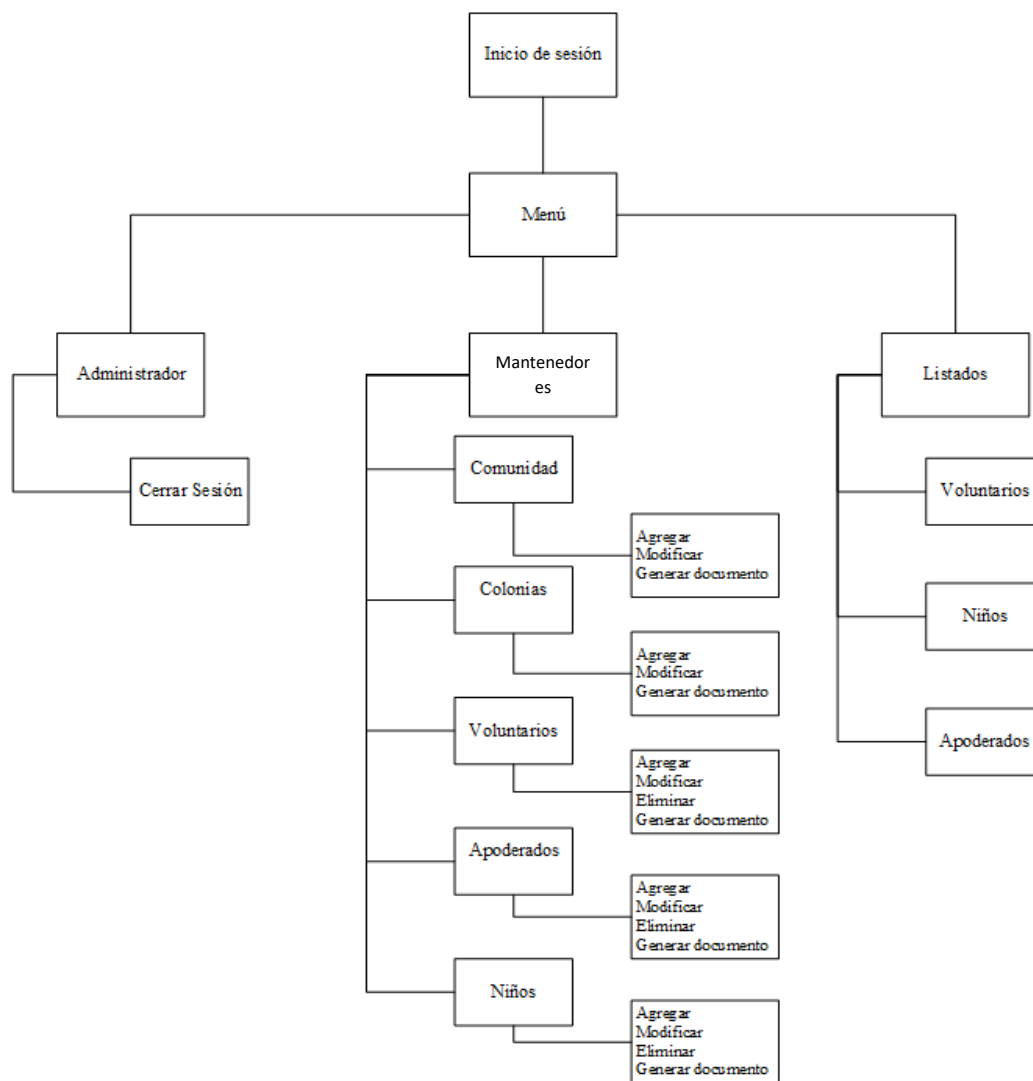 Inicio de sesión
Menú
Administrador
Mantenedor
es
Listados
Cerrar Sesión
Comunidad
Agregar
Modificar
Generar documento
Colonias
Agregar
Modificar
Generar documento
Voluntarios
Agregar
Modificar
Eliminar
Generar documento
Apoderados
Agregar
Modificar
Eliminar
Generar documento
Niños
Agregar
Modificar
Eliminar
Generar documento
Voluntarios
Niños
Apoderados